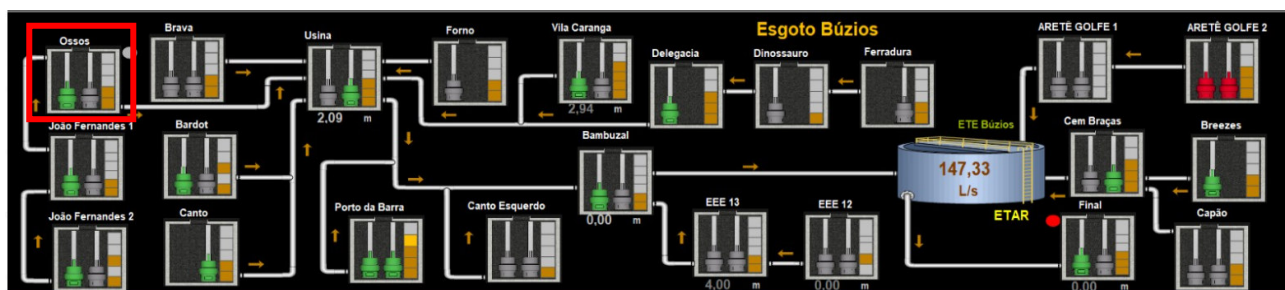 Esgoto Búzios
Ossos
Brava
Usina
Forno
Vila Caranga
Delegacia
Dinossauro
Ferradura
ARETÊ GOLFE 1
ARETÊ GOLFE 2
2,09 m
2,94 m
João Fernandes 1
Bardot
Bambuzal
ETE Búzios
Cem Braças
Breezes
147,33
L/s
João Fernandes 2
Canto
Porto da Barra
Canto Esquerdo
0,00 m
EEE 13
EEE 12
ETAR
Final
Capão
4,00 m
0,00 m
0,00 m